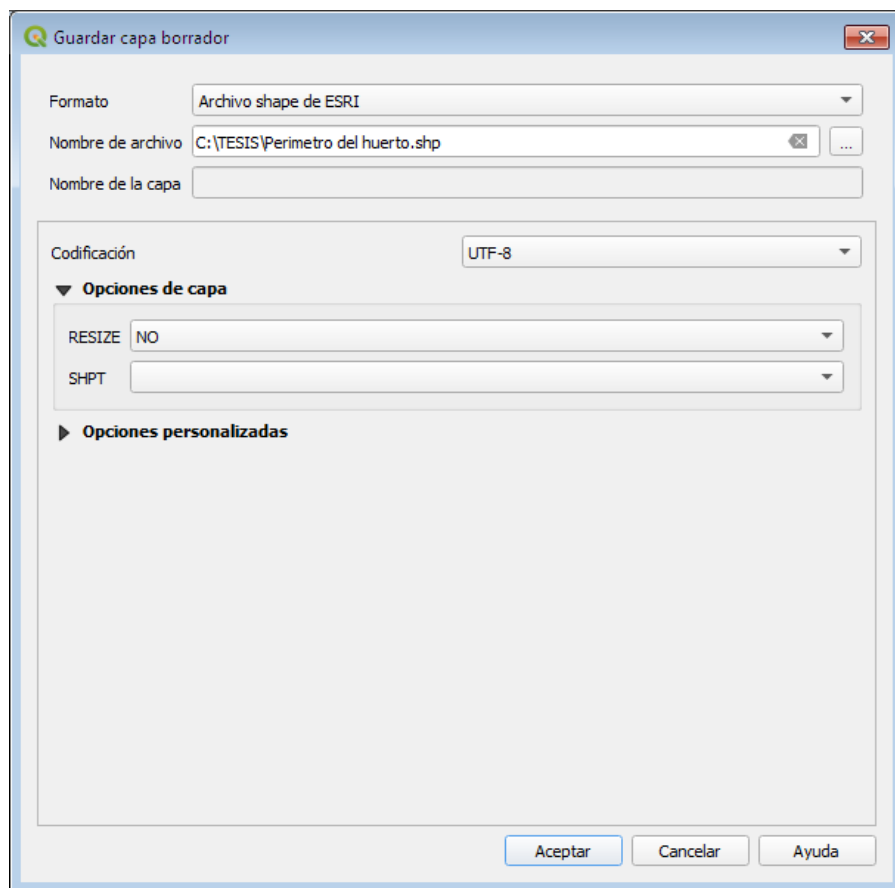 Guardar capa borrador
Formato Archivo shape de ESRI
Nombre de archivo C:\TESIS\Perimetro del huerto.shp ...
Nombre de la capa
Codificación UTF-8
Opciones de capa
RESIZE NO
SHPT
Opciones personalizadas
Aceptar Cancelar Ayuda